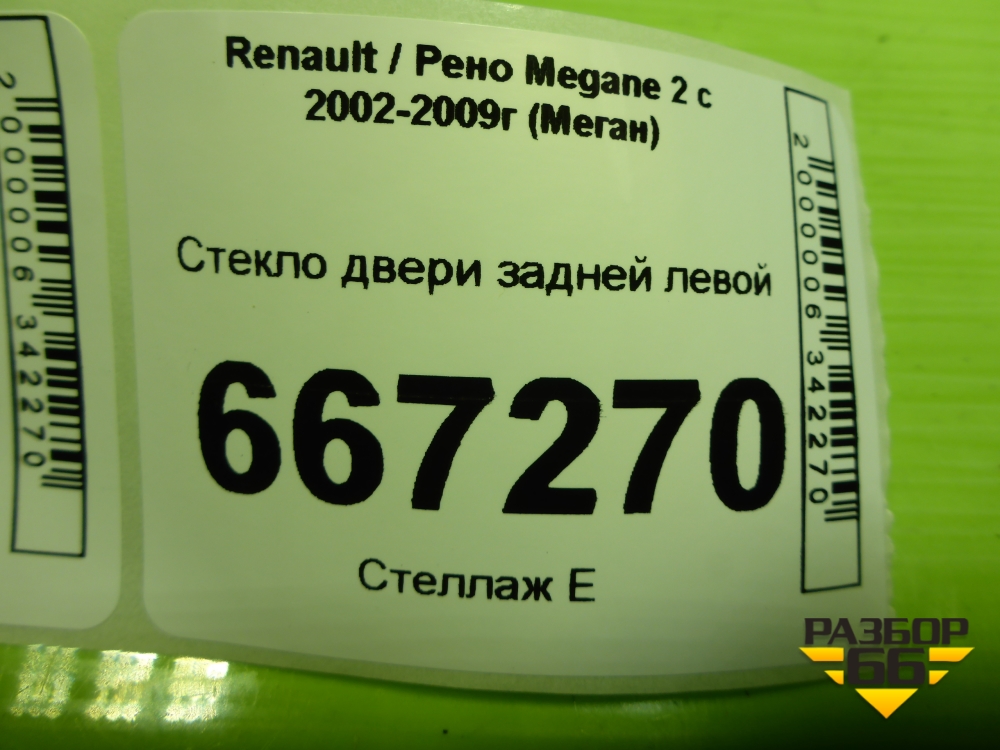 Renault / Рено Megane 2 с
2002-2009г (Меган)
Стекло двери задней левой
667270
Стеллаж Е
2000006342270
2000006342270
РАЗБОР
66